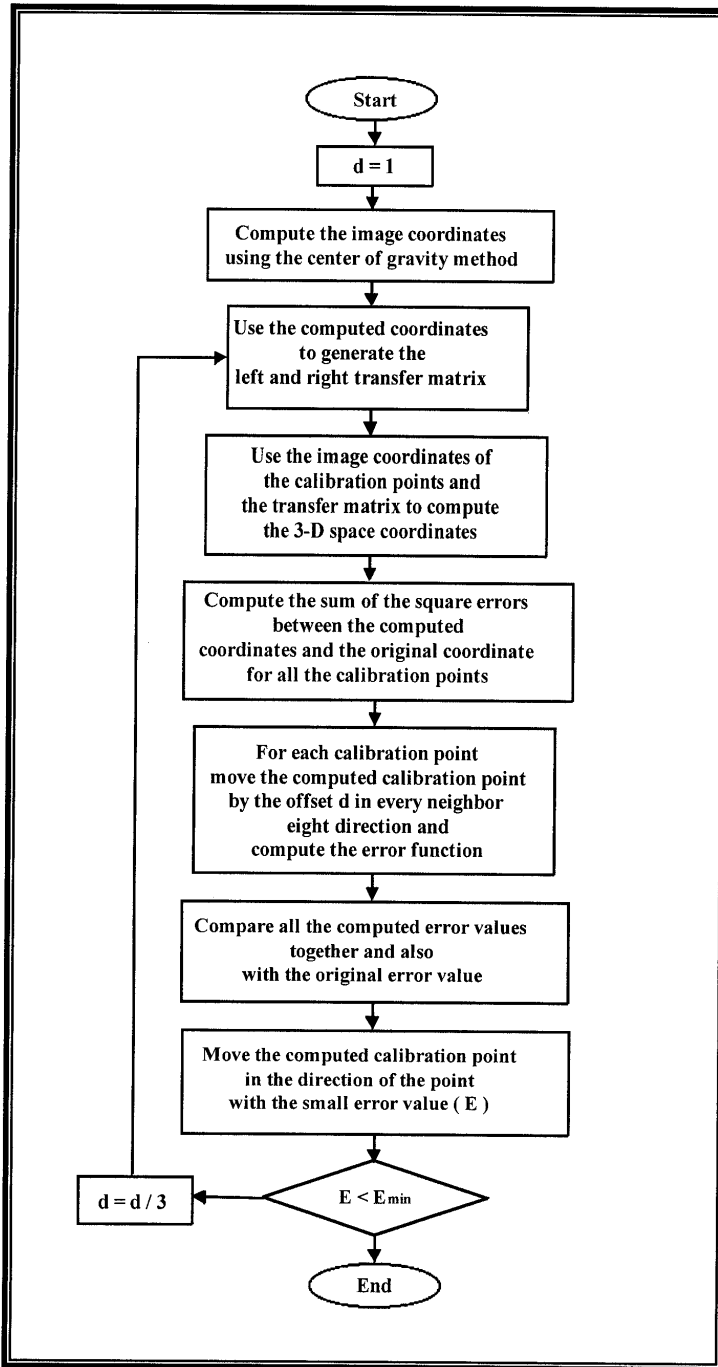 Start
d = 1
Compute the image coordinates
using the center of gravity method
Use the computed coordinates
to generate the
left and right transfer matrix
Use the image coordinates of
the calibration points and
the transfer matrix to compute
the 3-D space coordinates
Compute the sum of the square errors
between the computed
coordinates and the original coordinate
for all the calibration points
For each calibration point
move the computed calibration point
by the offset d in every neighbor
eight direction and
compute the error function
Compare all the computed error values
together and also
with the original error value
Move the computed calibration point
in the direction of the point
with the small error value ( E )
E < Emin
d = d / 3
End